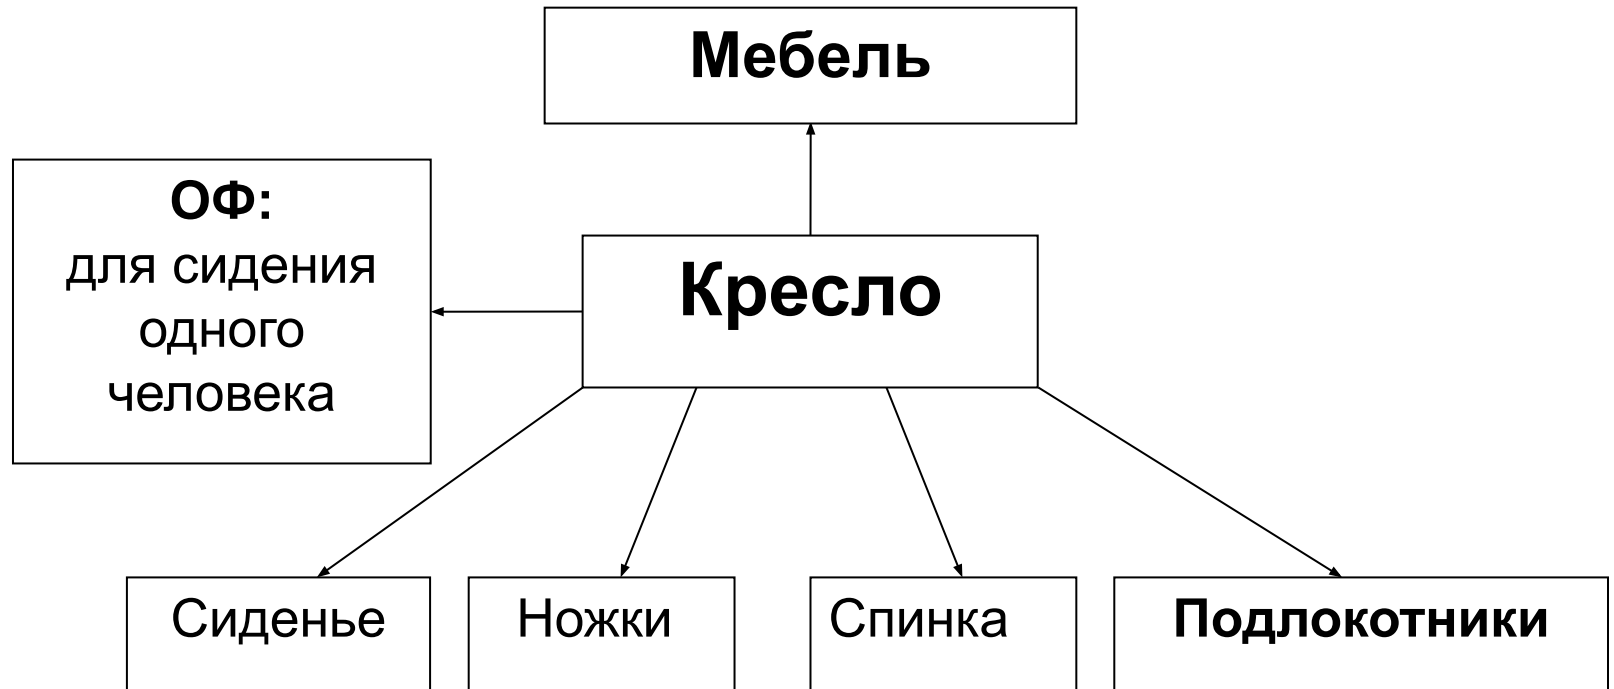 Мебель
ОФ:
для сидения
одного
человека
Кресло
Сиденье
Ножки
Спинка
Подлокотники